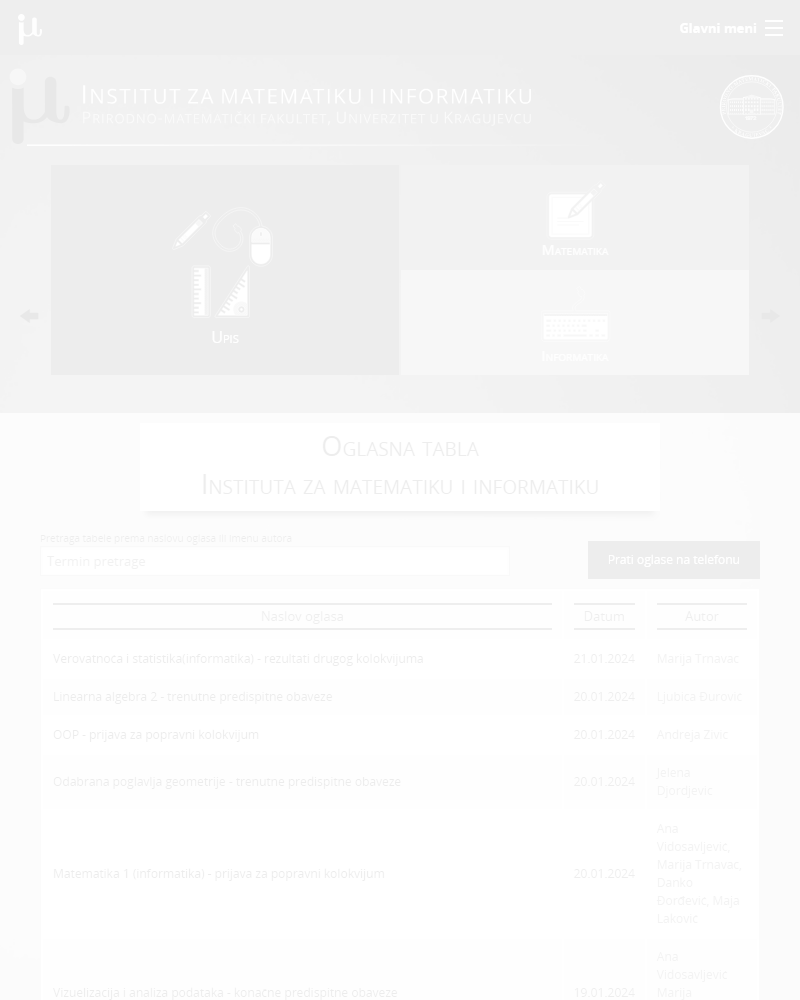 Glavni meni
INSTITUT ZA MATEMATIKU I INFORMATIKU
PRIRODNO-MATEMATIČKI FAKULTET, UNIVERZITET U KRAGUJEVCU
Upis
Matematika
Informatika
Oglasna tabla
Instituta za matematiku i informatiku
Pretraga tabele prema naslovu oglasa ili imenu autora
Termin pretrage
Prati oglase na telefonu
Naslov oglasa Datum Autor
Verovatnoća i statistika(informatika) - rezultati drugog kolokvijuma 21.01.2024 Marija Trnavac
Linearna algebra 2 - trenutne predispitne obaveze 20.01.2024 Ljubica Đurović
OOP - prijava za popravni kolokvijum 20.01.2024 Andreja Živić
Odabrana poglavlja geometrije - trenutne predispitne obaveze 20.01.2024 Jelena
Djordjević
Matematika 1 (informatika) - prijava za popravni kolokvijum 20.01.2024 Ana
Vidosavljević,
Marija Trnavac,
Danko
Đorđević, Maja
Laković
Vizuelizacija i analiza podataka - konačne predispitne obaveze 19.01.2024 Ana
Vidosavljević
Marija